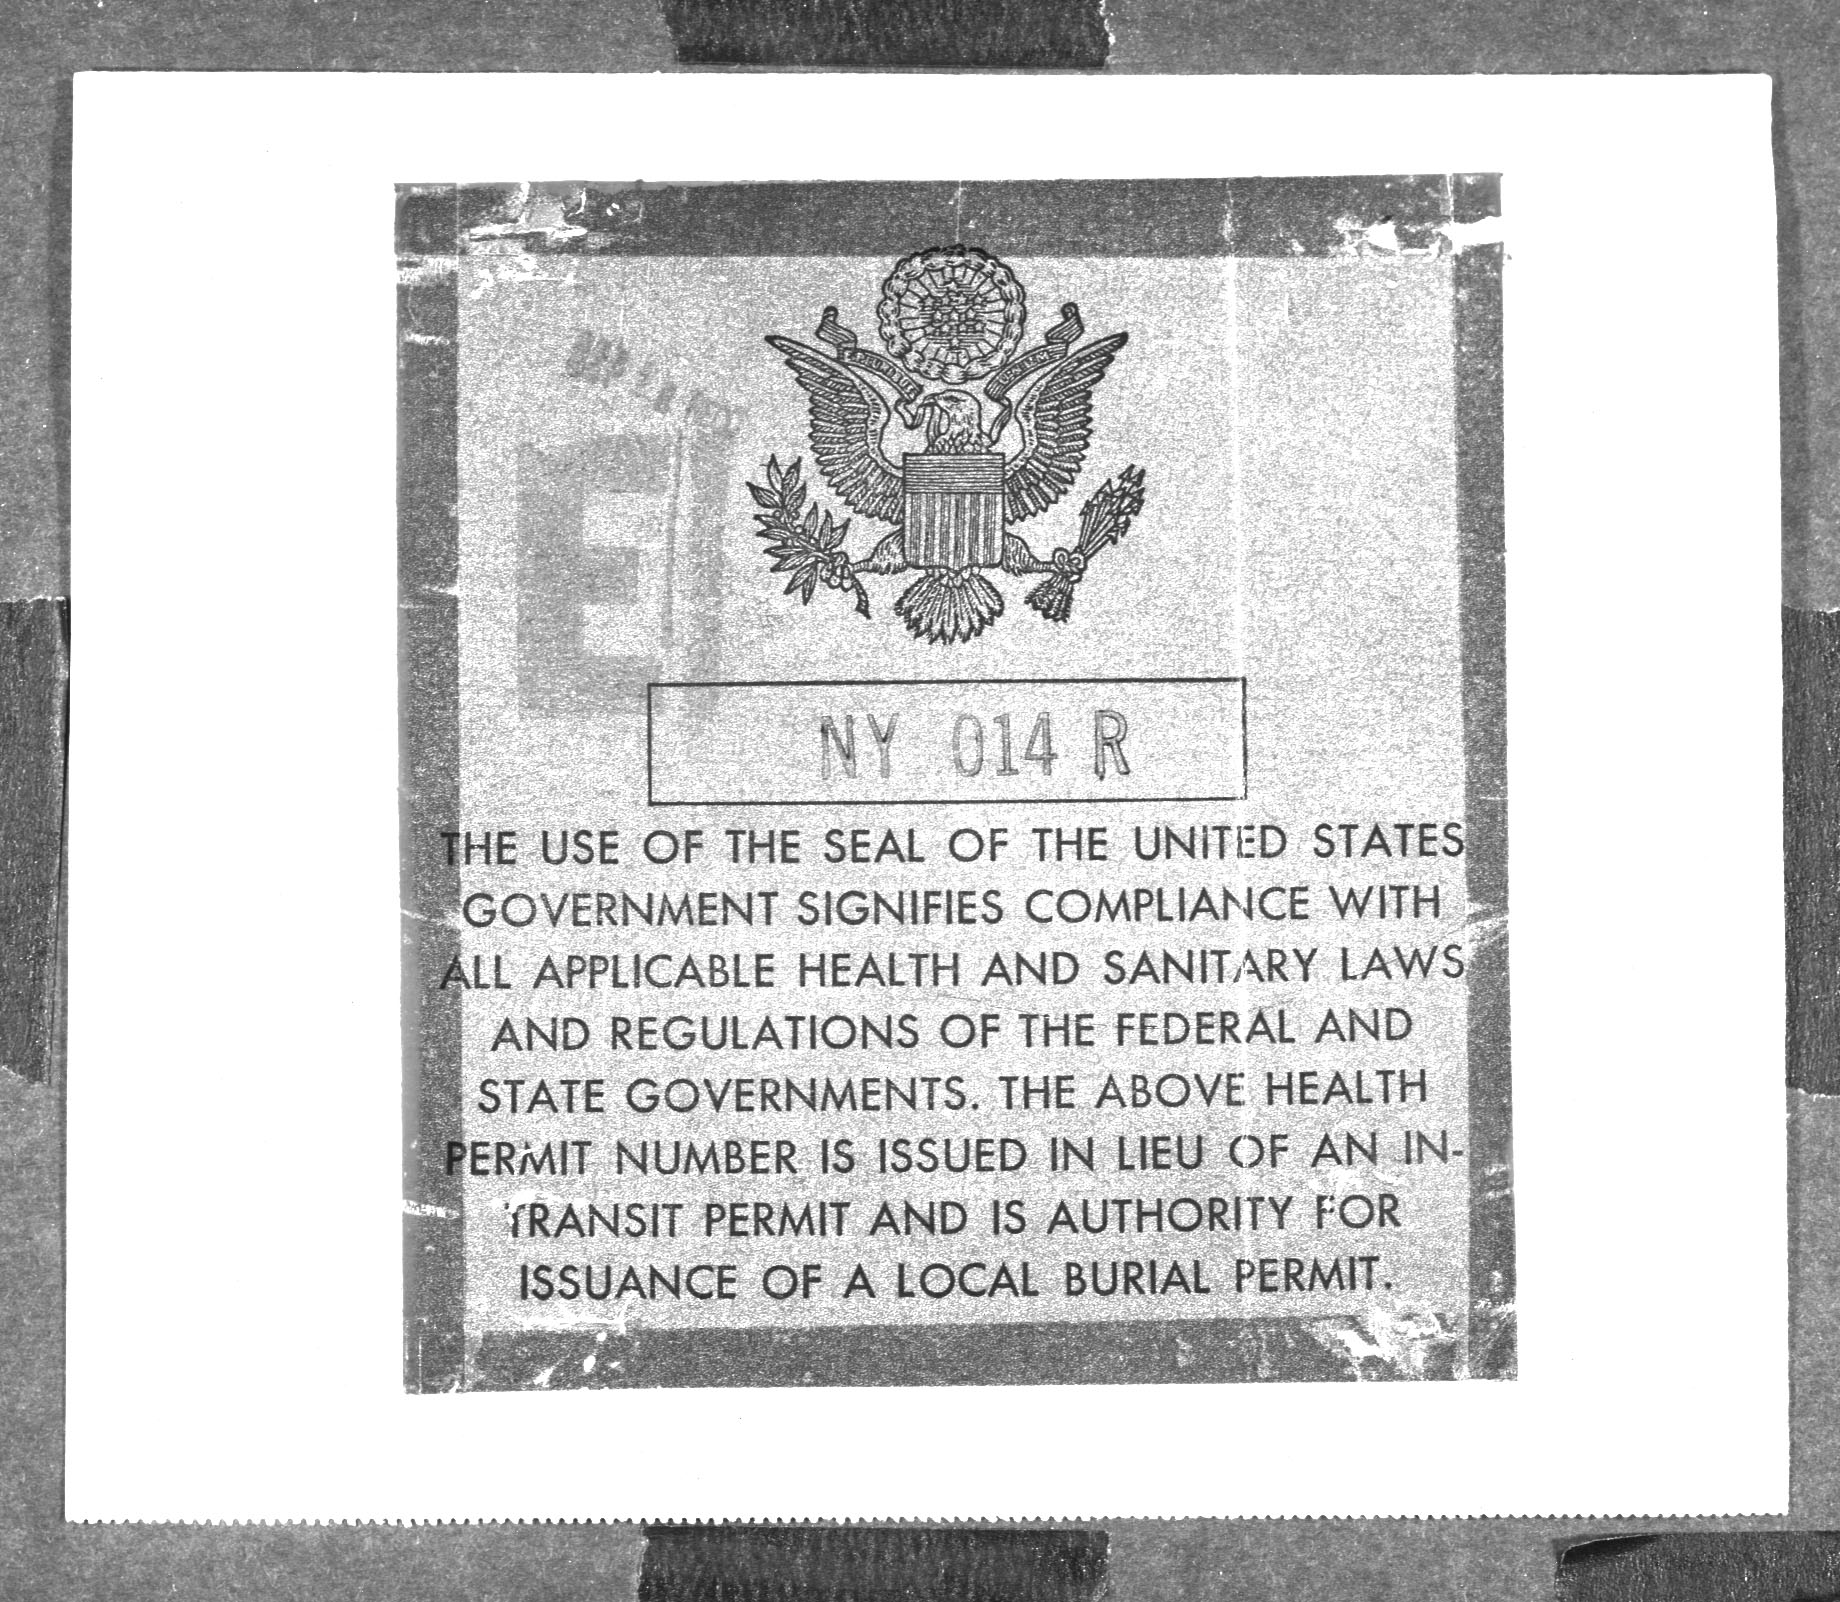 NY 014 R
THE USE OF THE SEAL OF THE UNITED STATES
GOVERNMENT SIGNIFIES COMPLIANCE WITH
ALL APPLICABLE HEALTH AND SANITARY LAWS
AND REGULATIONS OF THE FEDERAL AND
STATE GOVERNMENTS. THE ABOVE HEALTH
PERMIT NUMBER IS ISSUED IN LIEU OF AN IN-
TRANSIT PERMIT AND IS AUTHORITY FOR
ISSUANCE OF A LOCAL BURIAL PERMIT.